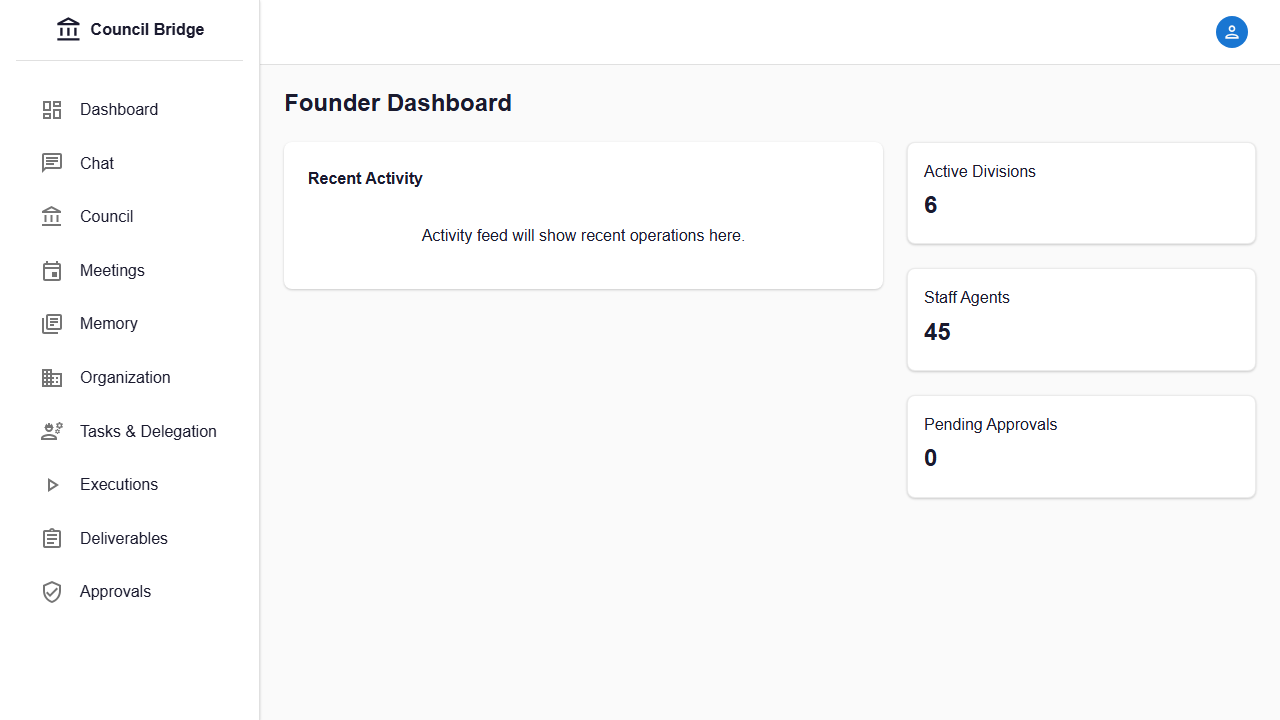 Council Bridge
Dashboard
Chat
Council
Meetings
Memory
Organization
Tasks & Delegation
Executions
Deliverables
Approvals
Founder Dashboard
Recent Activity
Activity feed will show recent operations here.
Active Divisions
6
Staff Agents
45
Pending Approvals
0